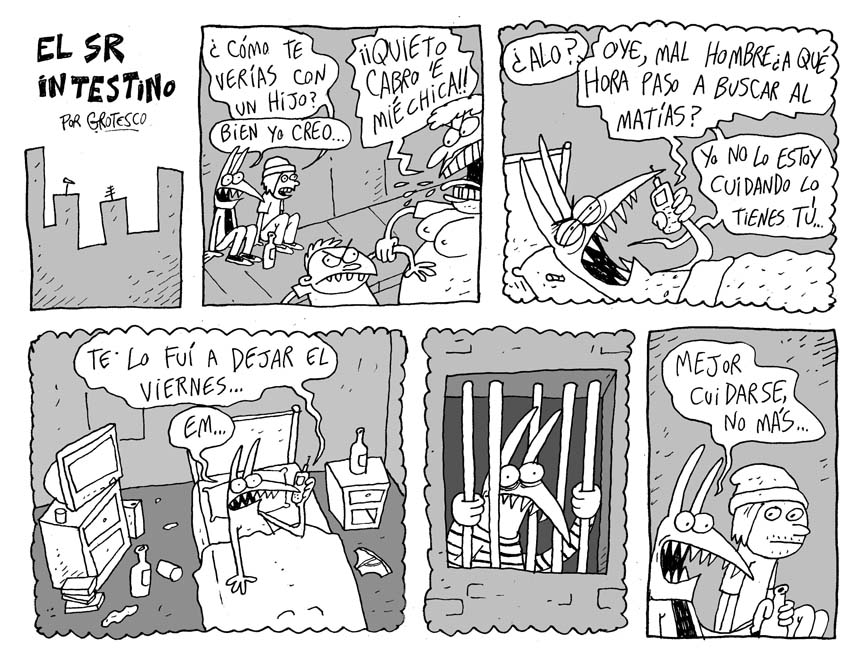 EL SR
INTESTINO
POR GROTESCO
¿CÓMO TE
VERÍAS CON
UN HIJO?
BIEN YO CREO...
¡¡QUIETO
CABRO 'E
MIÉCHICA!!
¿ALO?
OYE, MAL HOMBRE ¿A QUÉ
HORA PASO A BUSCAR AL
MATÍAS?
YO NO LO ESTOY
CUIDANDO LO
TIENES TÚ...
TE LO FUÍ A DEJAR EL
VIERNES...
EM...
MEJOR
CUIDARSE,
NO MÁS...